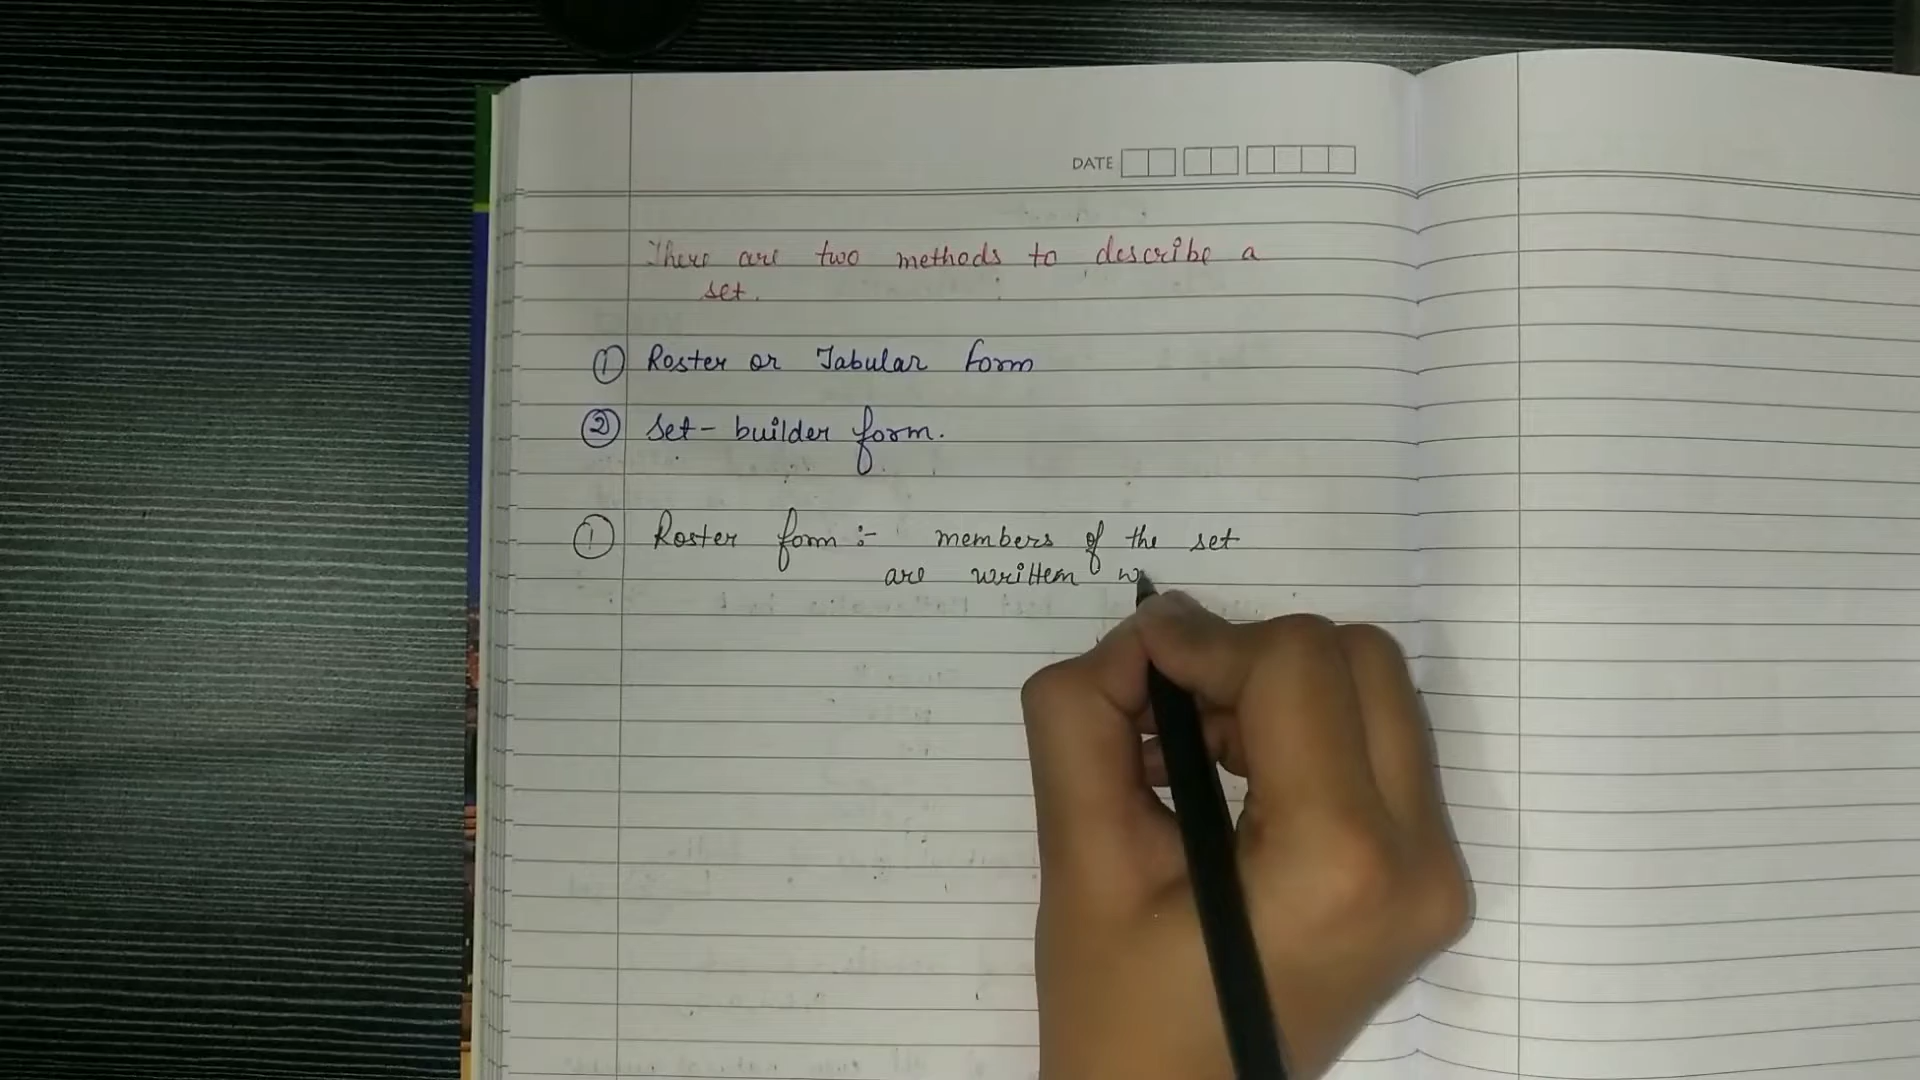 DATE
There are two methods to describe a
set.
① Roster or Tabular form
② Set-builder form.
① Roster form :- members of the set
are written w